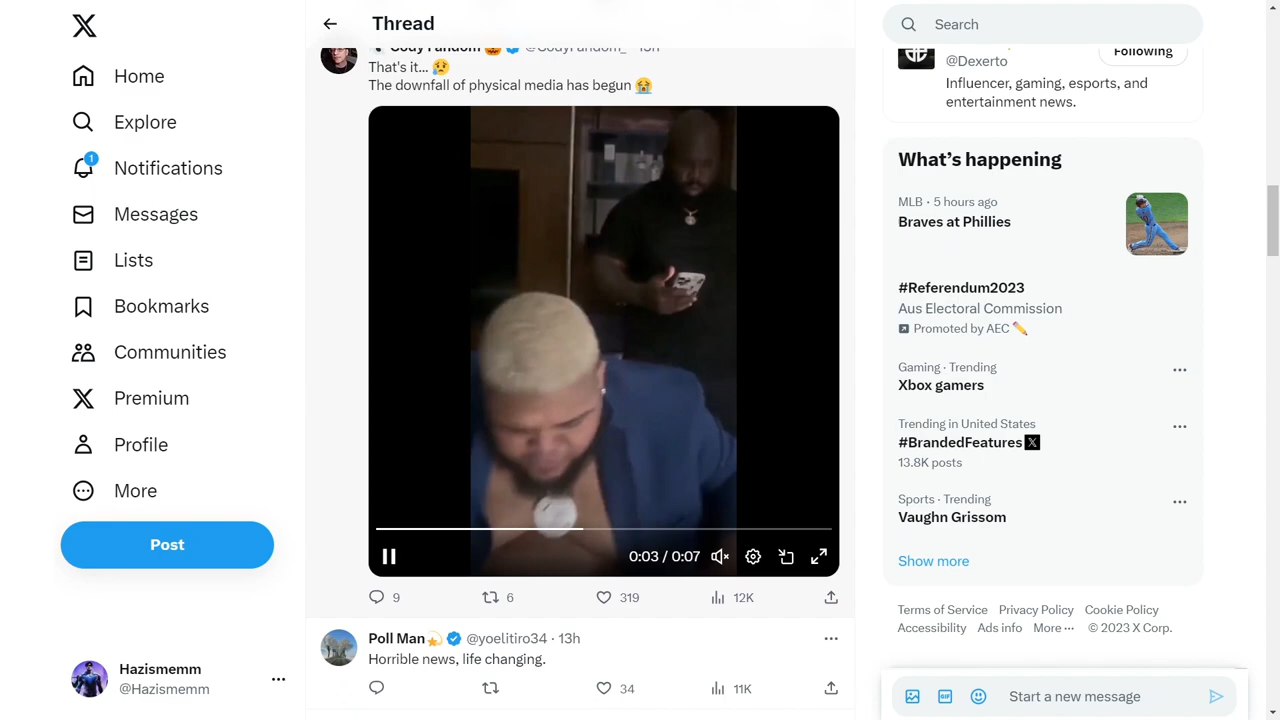 Home
Explore
1
Notifications
Messages
Lists
Bookmarks
Communities
Premium
Profile
More
Post
Hazismemm
@Hazismemm
Thread
Cody Fandom @CodyFandom_ · 13h
That's it... 😥
The downfall of physical media has begun 😭
0:03 / 0:07
9 6 319 12K
Poll Man💫 @yoelitiro34 · 13h
Horrible news, life changing.
34 11K
Search
@Dexerto
Following
Influencer, gaming, esports, and
entertainment news.
What's happening
MLB · 5 hours ago
Braves at Phillies
#Referendum2023
Aus Electoral Commission
Promoted by AEC ✏️
Gaming · Trending
Xbox gamers
Trending in United States
#BrandedFeatures
13.8K posts
Sports · Trending
Vaughn Grissom
Show more
Terms of Service Privacy Policy Cookie Policy
Accessibility Ads info More ··· © 2023 X Corp.
Start a new message